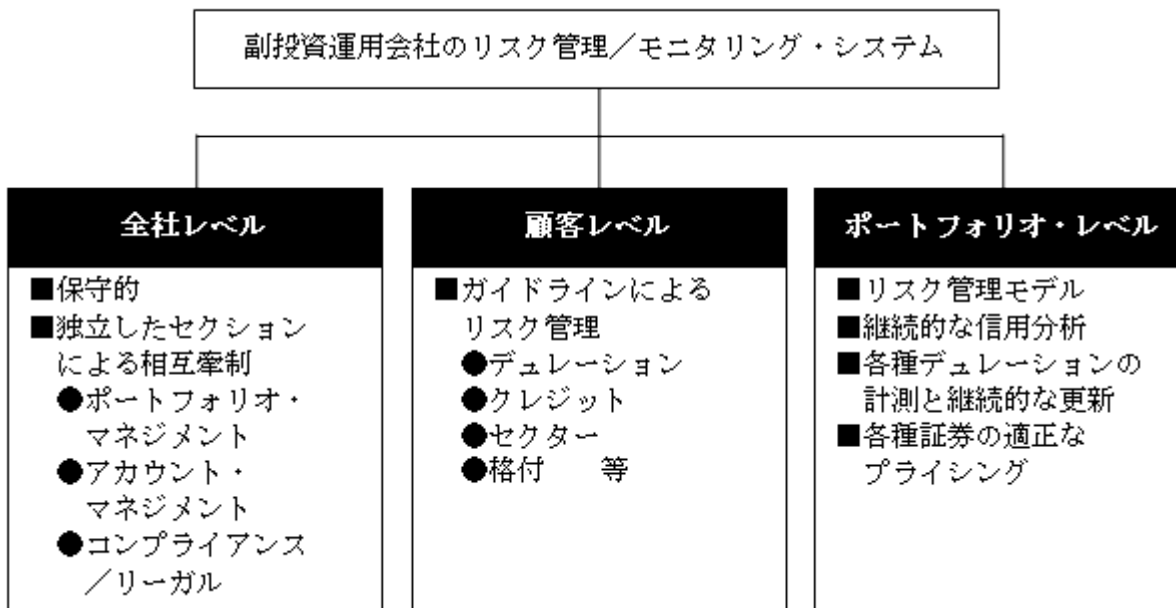 副投資運用会社のリスク管理／モニタリング・システム
全社レベル
■保守的
■独立したセクション
による相互牽制
●ポートフォリオ・
マネジメント
●アカウント・
マネジメント
●コンプライアンス
／リーガル
顧客レベル
■ガイドラインによる
リスク管理
●デュレーション
●クレジット
●セクター
●格付　等
ポートフォリオ・レベル
■リスク管理モデル
■継続的な信用分析
■各種デュレーションの
計測と継続的な更新
■各種証券の適正な
プライシング